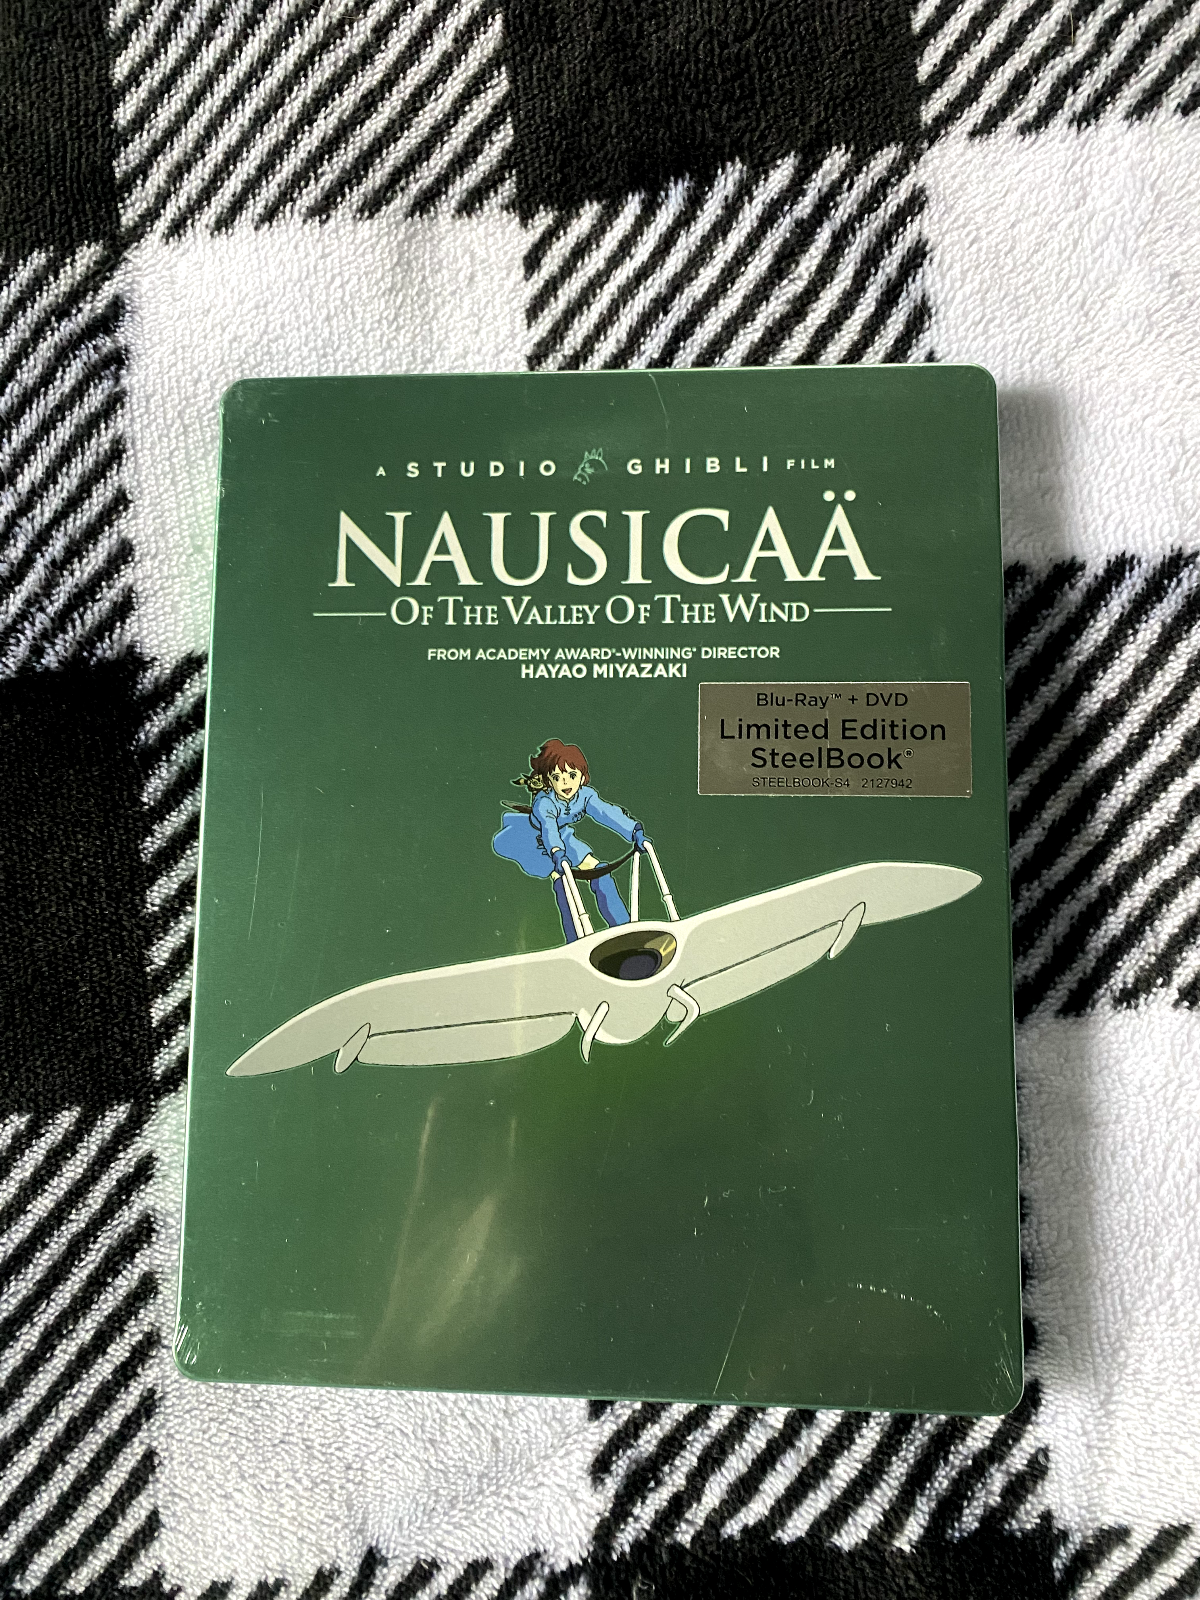 A STUDIO GHIBLI FILM
NAUSICAÄ
OF THE VALLEY OF THE WIND
FROM ACADEMY AWARD®-WINNING® DIRECTOR
HAYAO MIYAZAKI
Blu-Ray™ + DVD
Limited Edition
SteelBook®
STEELBOOK-S4 2127942